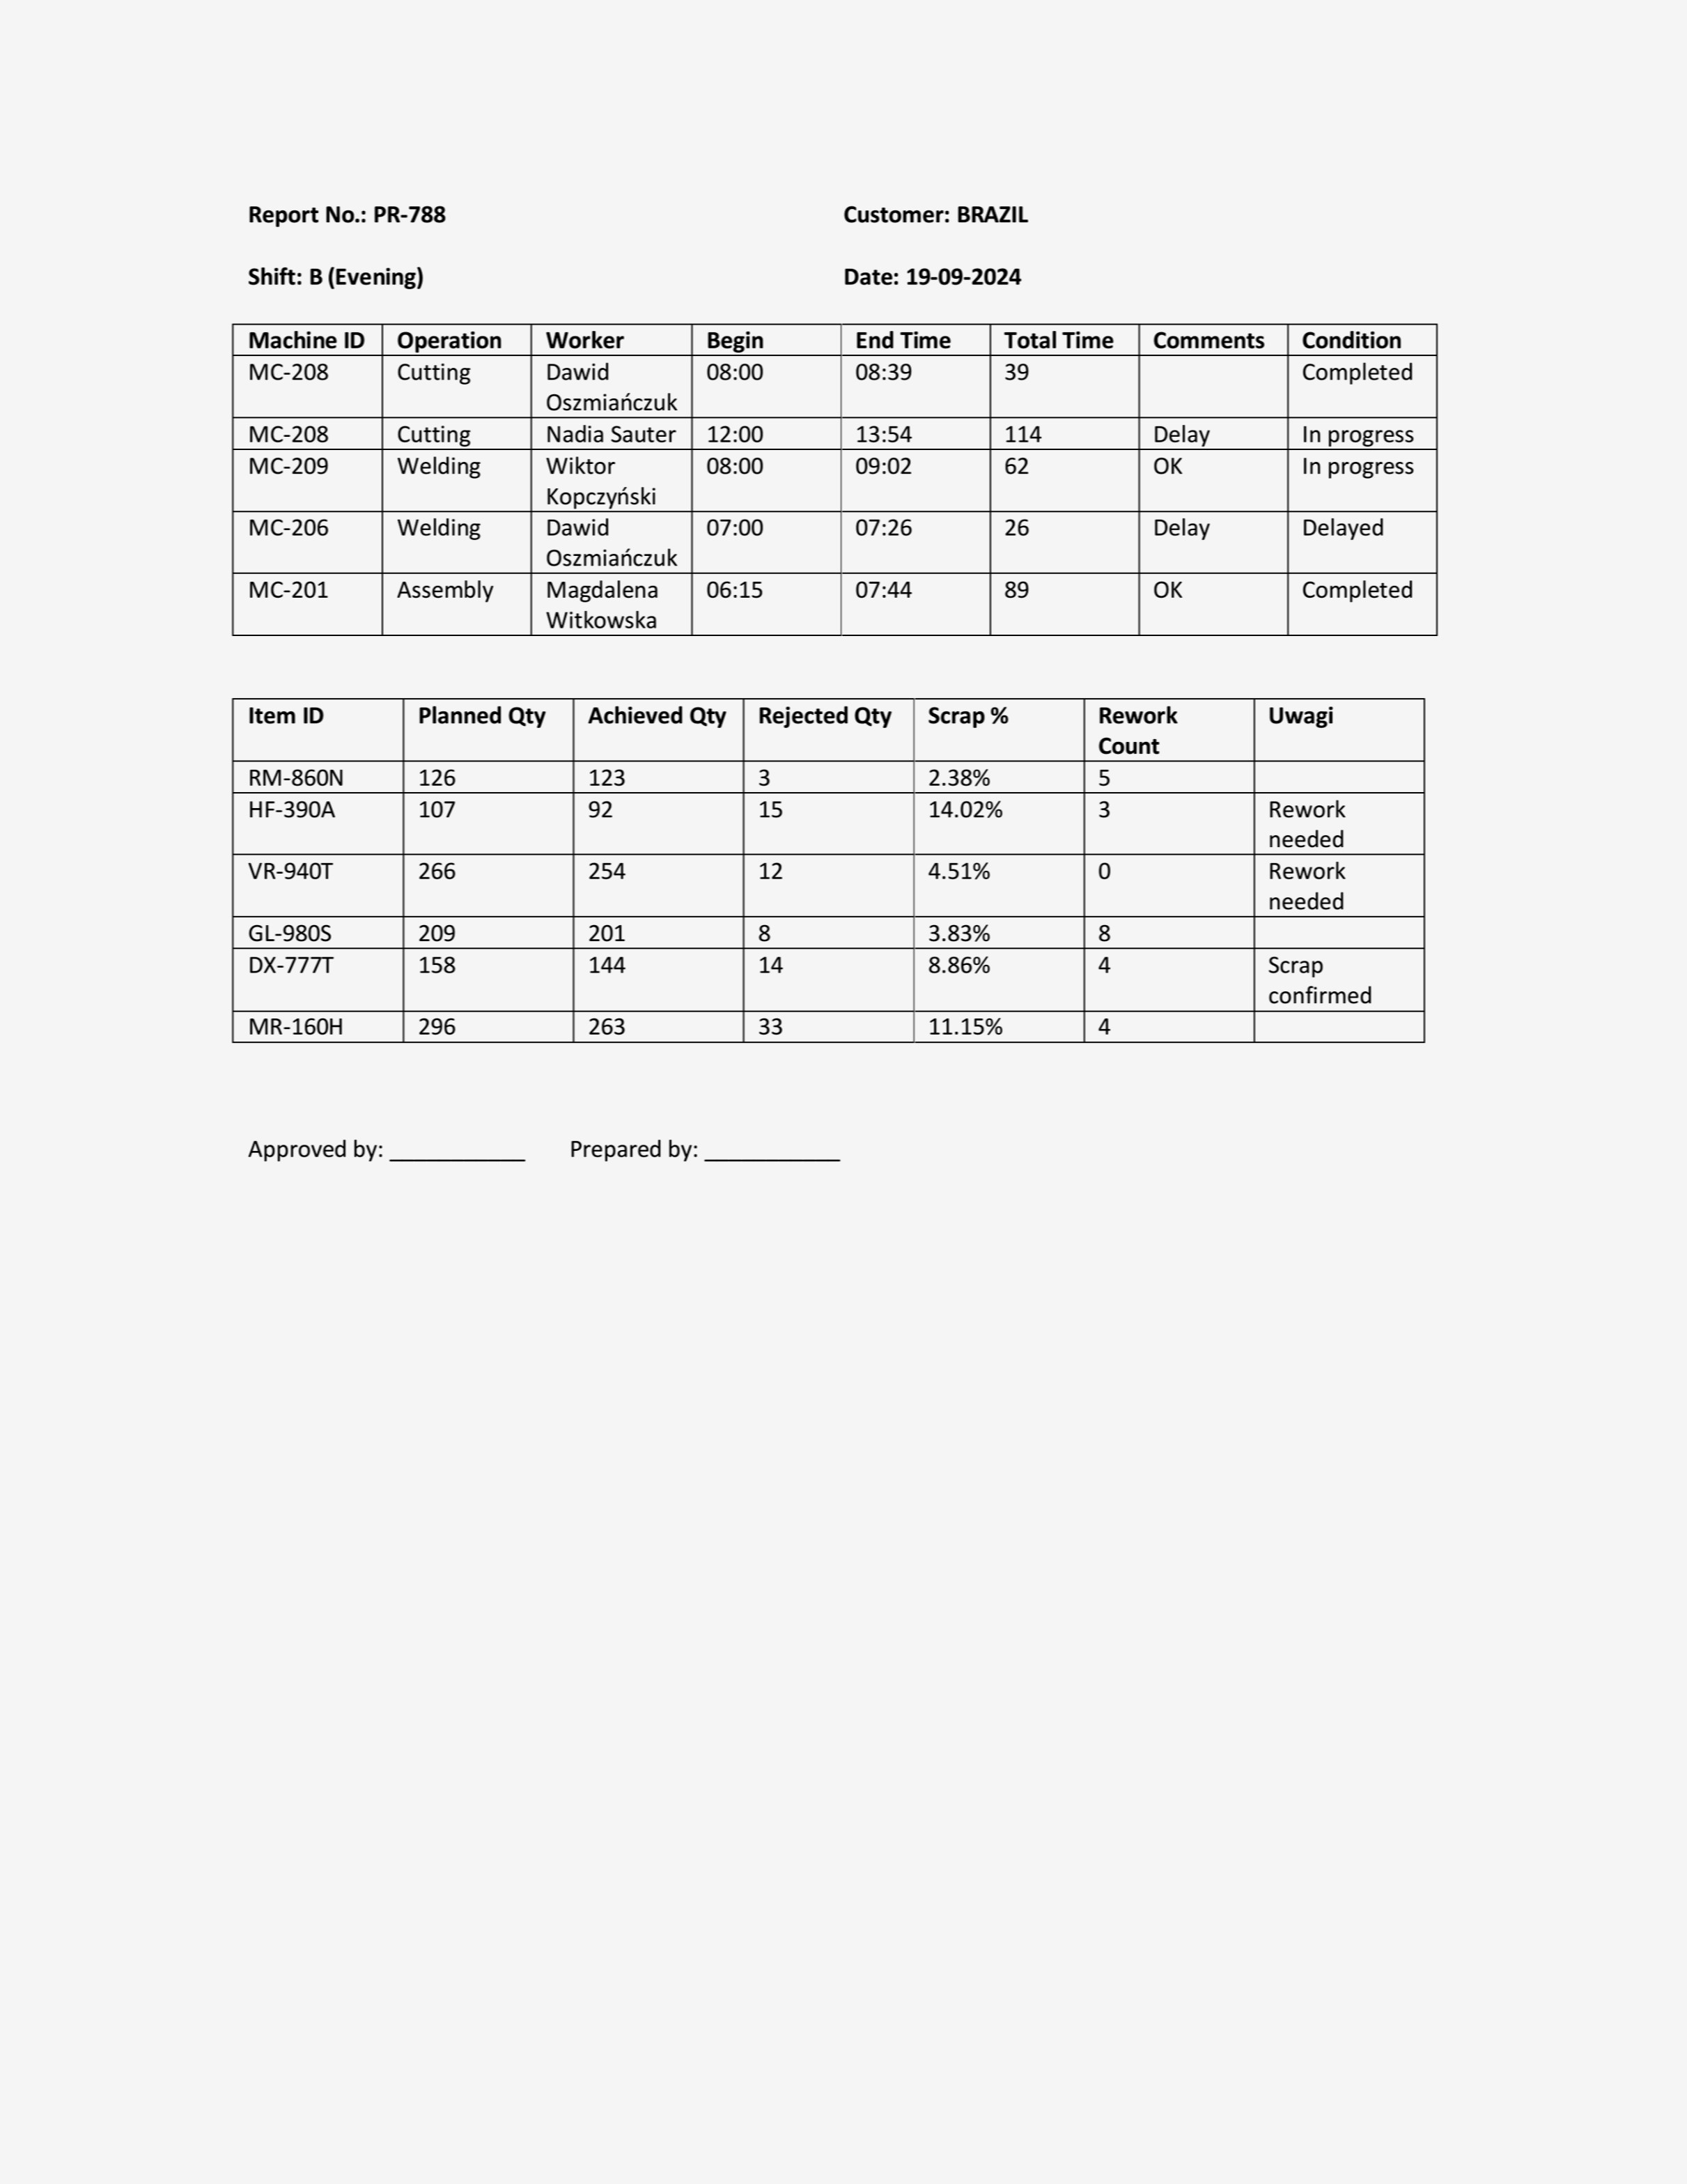 Report No.: PR-788 Customer: BRAZIL
Shift: B (Evening) Date: 19-09-2024
Machine ID Operation Worker Begin End Time Total Time Comments Condition
MC-208 Cutting Dawid Oszmiańczuk 08:00 08:39 39 Completed
MC-208 Cutting Nadia Sauter 12:00 13:54 114 Delay In progress
MC-209 Welding Wiktor Kopczyński 08:00 09:02 62 OK In progress
MC-206 Welding Dawid Oszmiańczuk 07:00 07:26 26 Delay Delayed
MC-201 Assembly Magdalena Witkowska 06:15 07:44 89 OK Completed
Item ID Planned Qty Achieved Qty Rejected Qty Scrap % Rework Count Uwagi
RM-860N 126 123 3 2.38% 5
HF-390A 107 92 15 14.02% 3 Rework needed
VR-940T 266 254 12 4.51% 0 Rework needed
GL-980S 209 201 8 3.83% 8
DX-777T 158 144 14 8.86% 4 Scrap confirmed
MR-160H 296 263 33 11.15% 4
Approved by: ____________ Prepared by: ____________